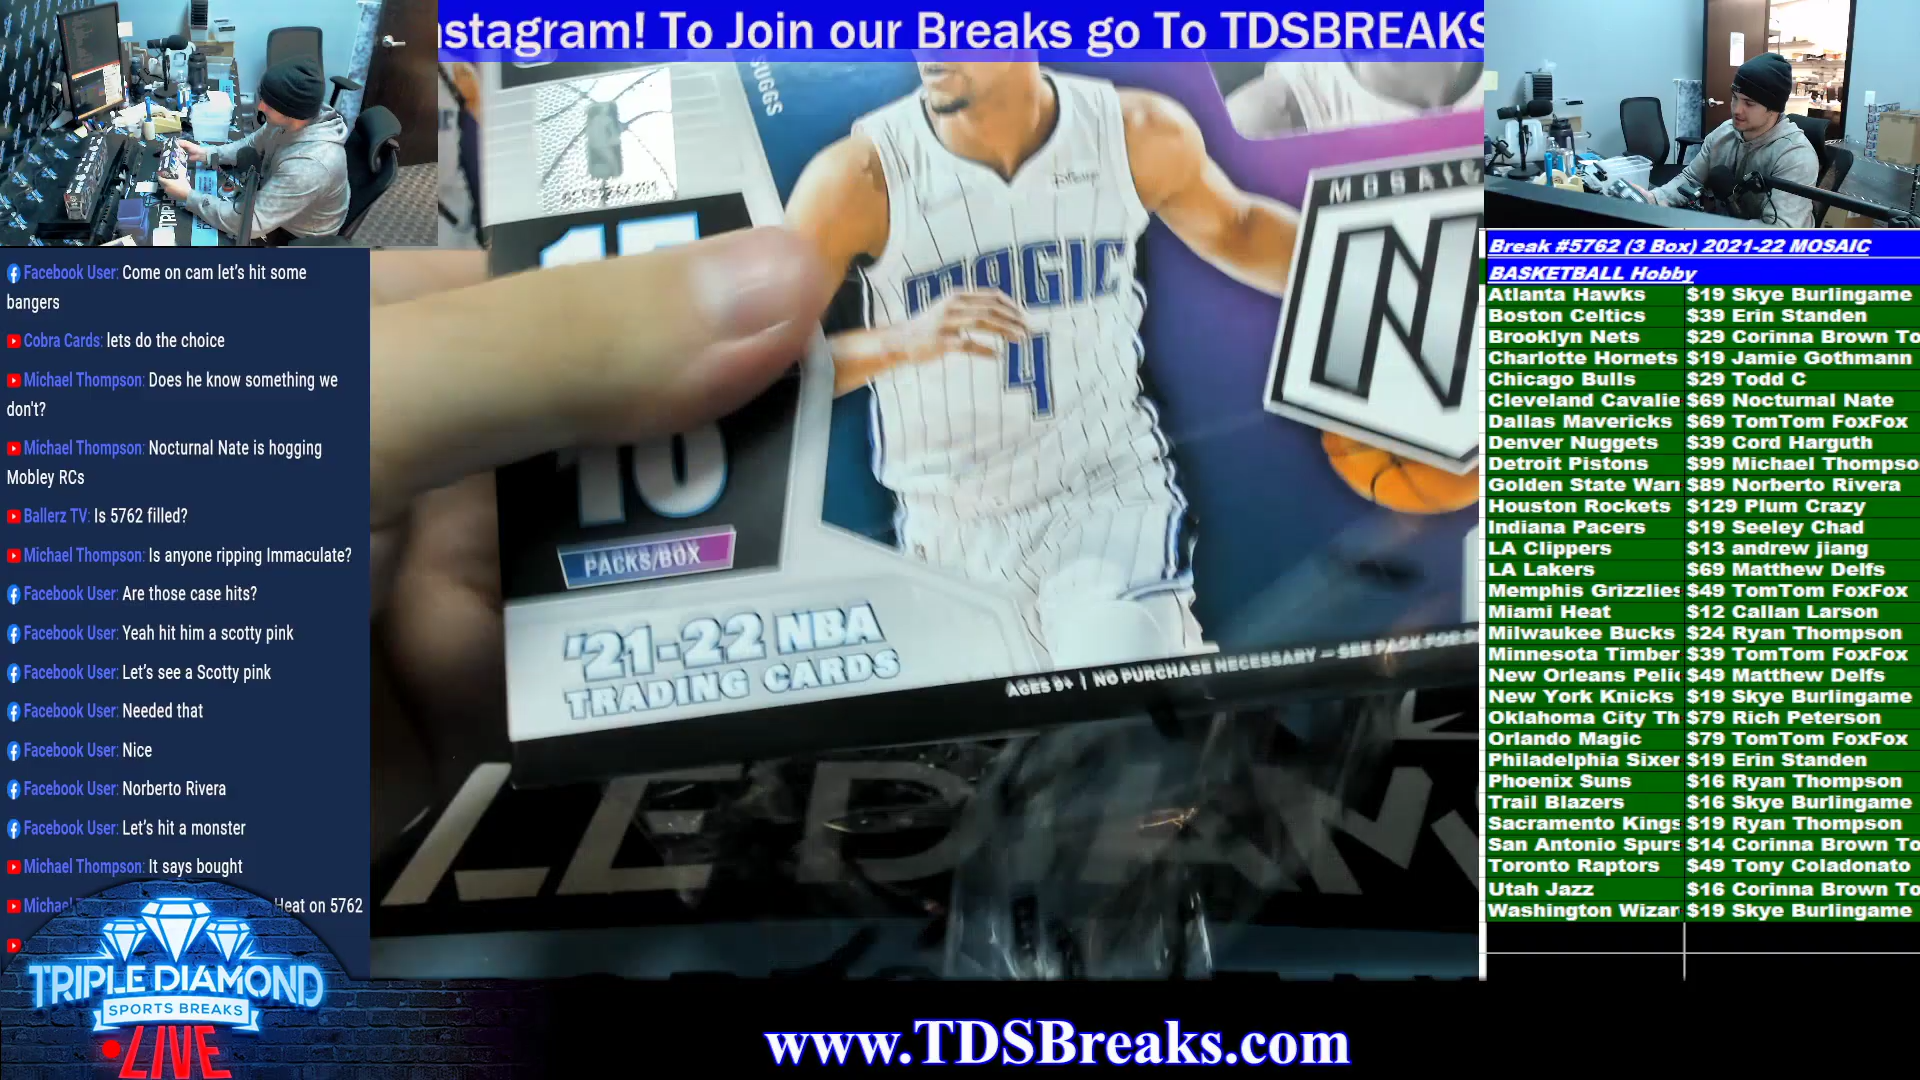 nstagram! To Join our Breaks go To TDSBREAKS
Facebook User: Come on cam let's hit some
bangers
Cobra Cards: lets do the choice
Michael Thompson: Does he know something we
don't?
Michael Thompson: Nocturnal Nate is hogging
Mobley RCs
Ballerz TV: Is 5762 filled?
Michael Thompson: Is anyone ripping Immaculate?
Facebook User: Are those case hits?
Facebook User: Yeah hit him a scotty pink
Facebook User: Let's see a Scotty pink
Facebook User: Needed that
Facebook User: Nice
Facebook User: Norberto Rivera
Facebook User: Let's hit a monster
Michael Thompson: It says bought
Michael Heat on 5762
TRIPLE DIAMOND
SPORTS BREAKS
LIVE
SUGGS
MOSAIC
N
Disney
MAGIC
4
15
10
PACKS/BOX
'21-22 NBA
TRADING CARDS
AGES 9+ | NO PURCHASE NECESSARY – SEE PACK FOR
www.TDSBreaks.com
Break #5762 (3 Box) 2021-22 MOSAIC
BASKETBALL Hobby
Atlanta Hawks $19 Skye Burlingame
Boston Celtics $39 Erin Standen
Brooklyn Nets $29 Corinna Brown To
Charlotte Hornets $19 Jamie Gothmann
Chicago Bulls $29 Todd C
Cleveland Cavalie $69 Nocturnal Nate
Dallas Mavericks $69 TomTom FoxFox
Denver Nuggets $39 Cord Harguth
Detroit Pistons $99 Michael Thompso
Golden State Warr $89 Norberto Rivera
Houston Rockets $129 Plum Crazy
Indiana Pacers $19 Seeley Chad
LA Clippers $13 andrew jiang
LA Lakers $69 Matthew Delfs
Memphis Grizzlies $49 TomTom FoxFox
Miami Heat $12 Callan Larson
Milwaukee Bucks $24 Ryan Thompson
Minnesota Timber $39 TomTom FoxFox
New Orleans Pelic $49 Matthew Delfs
New York Knicks $19 Skye Burlingame
Oklahoma City Th $79 Rich Peterson
Orlando Magic $79 TomTom FoxFox
Philadelphia Sixer $19 Erin Standen
Phoenix Suns $16 Ryan Thompson
Trail Blazers $16 Skye Burlingame
Sacramento Kings $19 Ryan Thompson
San Antonio Spurs $14 Corinna Brown To
Toronto Raptors $49 Tony Coladonato
Utah Jazz $16 Corinna Brown To
Washington Wizar $19 Skye Burlingame